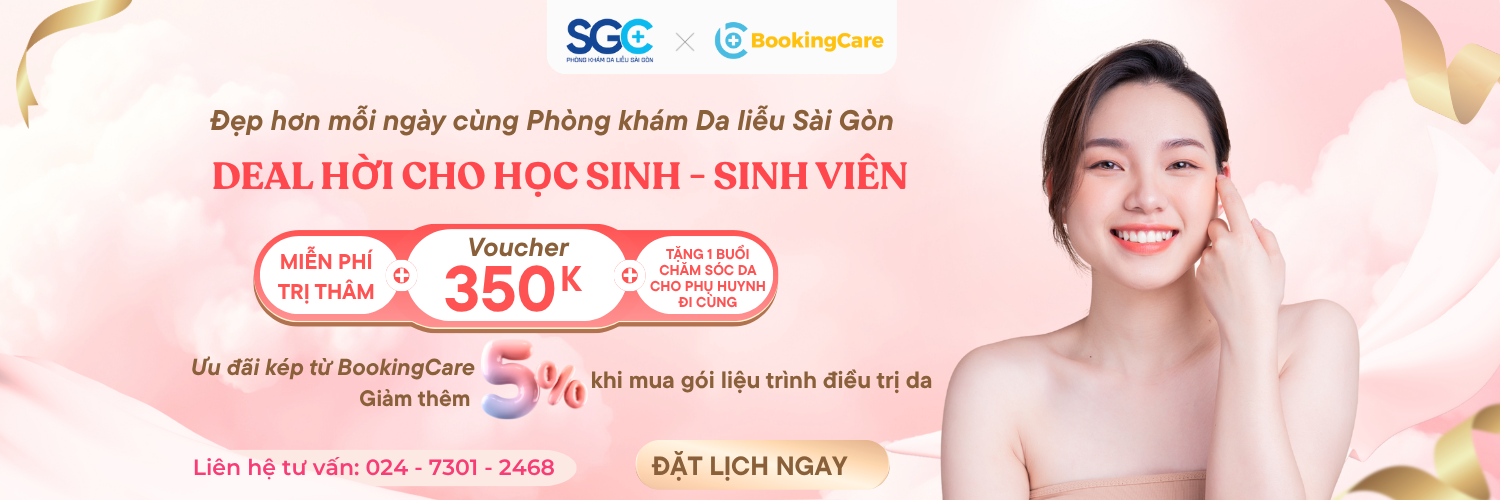 SGC
PHÒNG KHÁM DA LIỄU SÀI GÒN
BookingCare
Đẹp hơn mỗi ngày cùng Phòng khám Da liễu Sài Gòn
DEAL HỜI CHO HỌC SINH - SINH VIÊN
MIỄN PHÍ
TRỊ THÂM
Voucher
350K
TẶNG 1 BUỔI
CHĂM SÓC DA
CHO PHỤ HUYNH
ĐI CÙNG
Ưu đãi kép từ BookingCare
Giảm thêm
5%
khi mua gói liệu trình điều trị da
Liên hệ tư vấn: 024 - 7301 - 2468
ĐẶT LỊCH NGAY